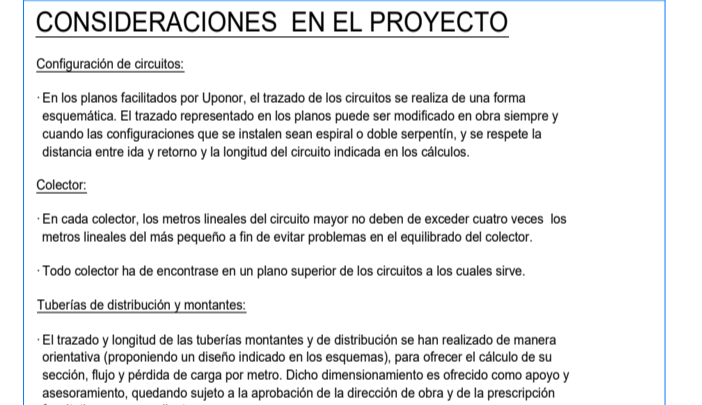 CONSIDERACIONES  EN EL PROYECTO
Configuración de circuitos:
· En los planos facilitados por Uponor, el trazado de los circuitos se realiza de una forma
esquemática. El trazado representado en los planos puede ser modificado en obra siempre y
cuando las configuraciones que se instalen sean espiral o doble serpentín, y se respete la
distancia entre ida y retorno y la longitud del circuito indicada en los cálculos.
Colector:
· En cada colector, los metros lineales del circuito mayor no deben de exceder cuatro veces  los
metros lineales del más pequeño a fin de evitar problemas en el equilibrado del colector.
· Todo colector ha de encontrase en un plano superior de los circuitos a los cuales sirve.
Tuberías de distribución y montantes:
· El trazado y longitud de las tuberías montantes y de distribución se han realizado de manera
orientativa (proponiendo un diseño indicado en los esquemas), para ofrecer el cálculo de su
sección, flujo y pérdida de carga por metro. Dicho dimensionamiento es ofrecido como apoyo y
asesoramiento, quedando sujeto a la aprobación de la dirección de obra y de la prescripción